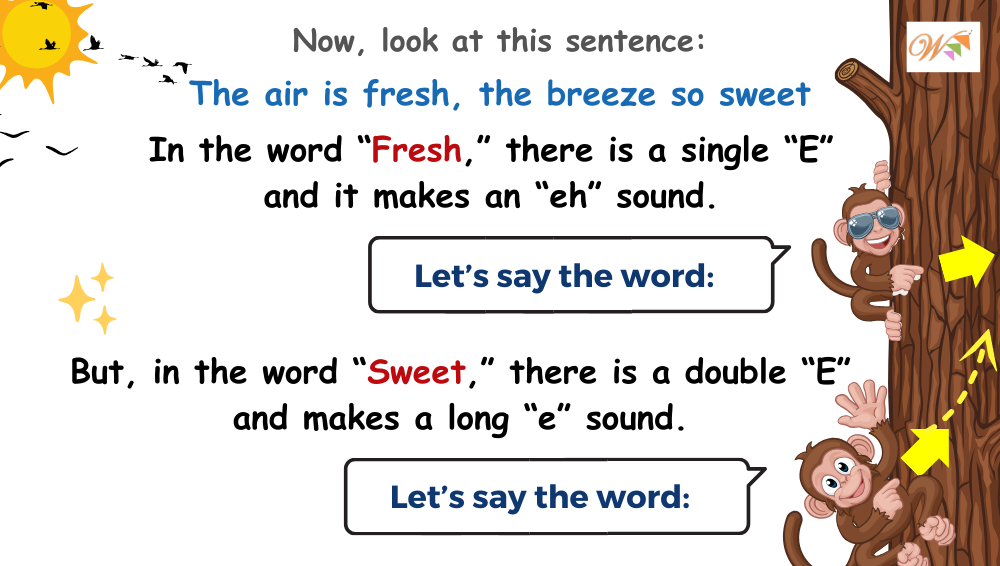 Now, look at this sentence:
The air is fresh, the breeze so sweet
In the word “Fresh,” there is a single “E”
and it makes an “eh” sound.
Let’s say the word:
But, in the word “Sweet,” there is a double “E”
and makes a long “e” sound.
Let’s say the word:
W